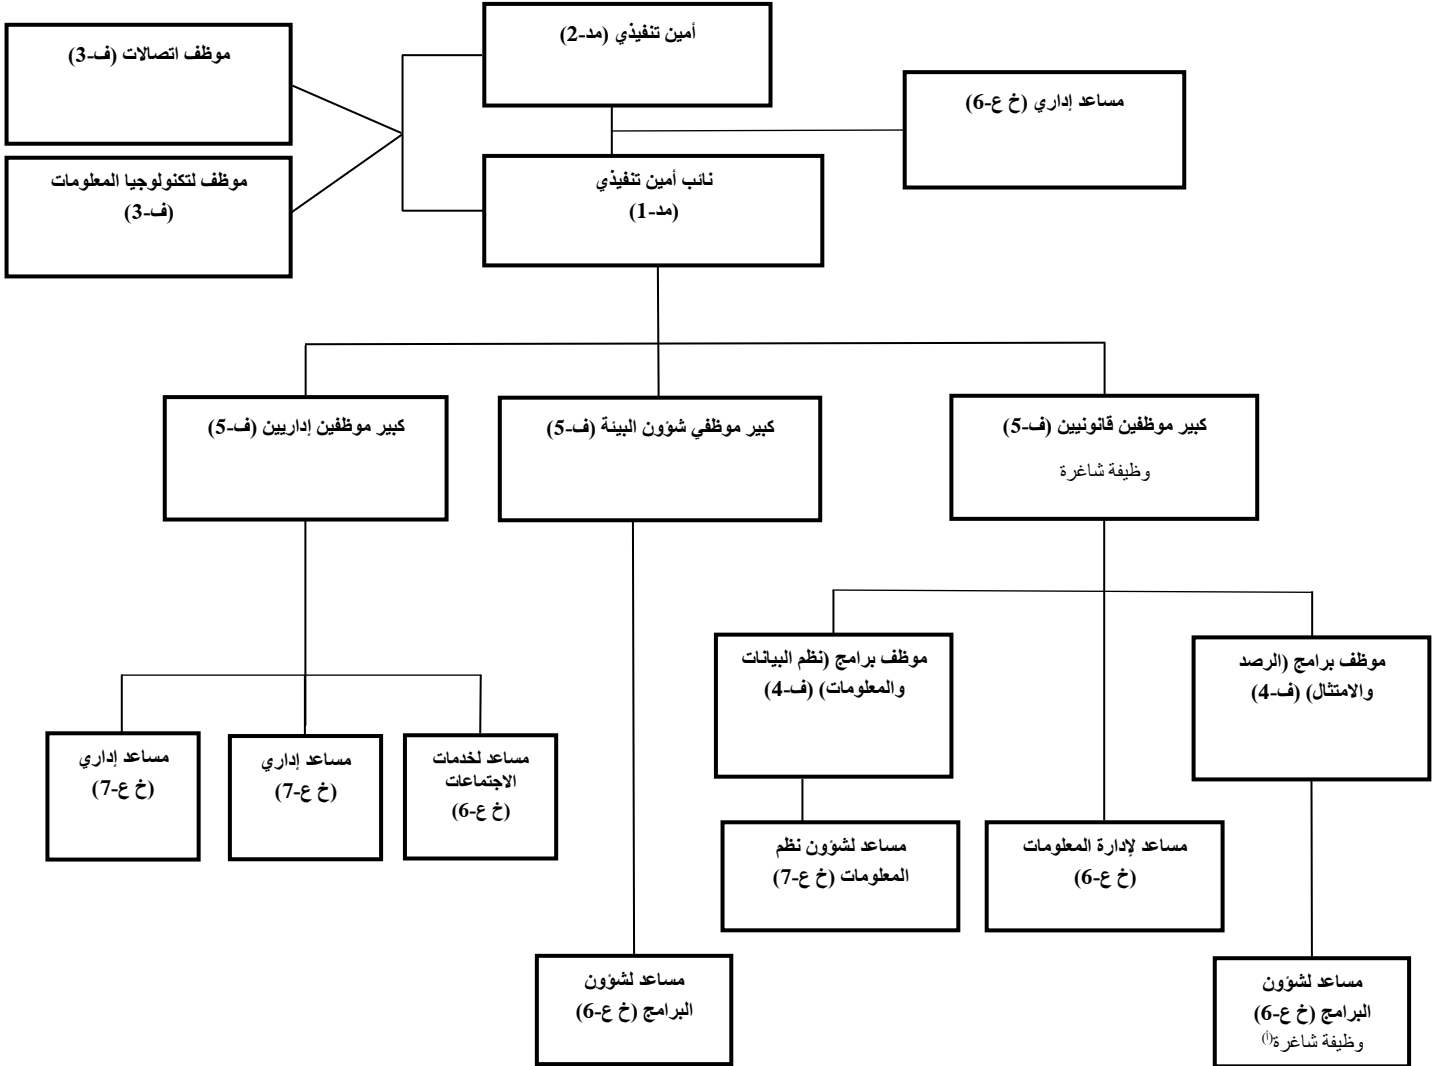 أمين تنفيذي (مد-2)
موظف اتصالات (ف-3)
مساعد إداري (خ ع-6)
نائب أمين تنفيذي
(مد-1)
موظف لتكنولوجيا المعلومات
(ف-3)
كبير موظفين قانونيين (ف-5)
وظيفة شاغرة
كبير موظفي شؤون البيئة (ف-5)
كبير موظفين إداريين (ف-5)
موظف برامج (الرصد
والامتثال) (ف-4)
موظف برامج (نظم البيانات
والمعلومات) (ف-4)
مساعد لخدمات
الاجتماعات
(خ ع-6)
مساعد إداري
(خ ع-7)
مساعد إداري
(خ ع-7)
مساعد لإدارة المعلومات
(خ ع-6)
مساعد لشؤون نظم
المعلومات (خ ع-7)
مساعد لشؤون
البرامج (خ ع-6)
وظيفة شاغرة(أ)
مساعد لشؤون
البرامج (خ ع-6)